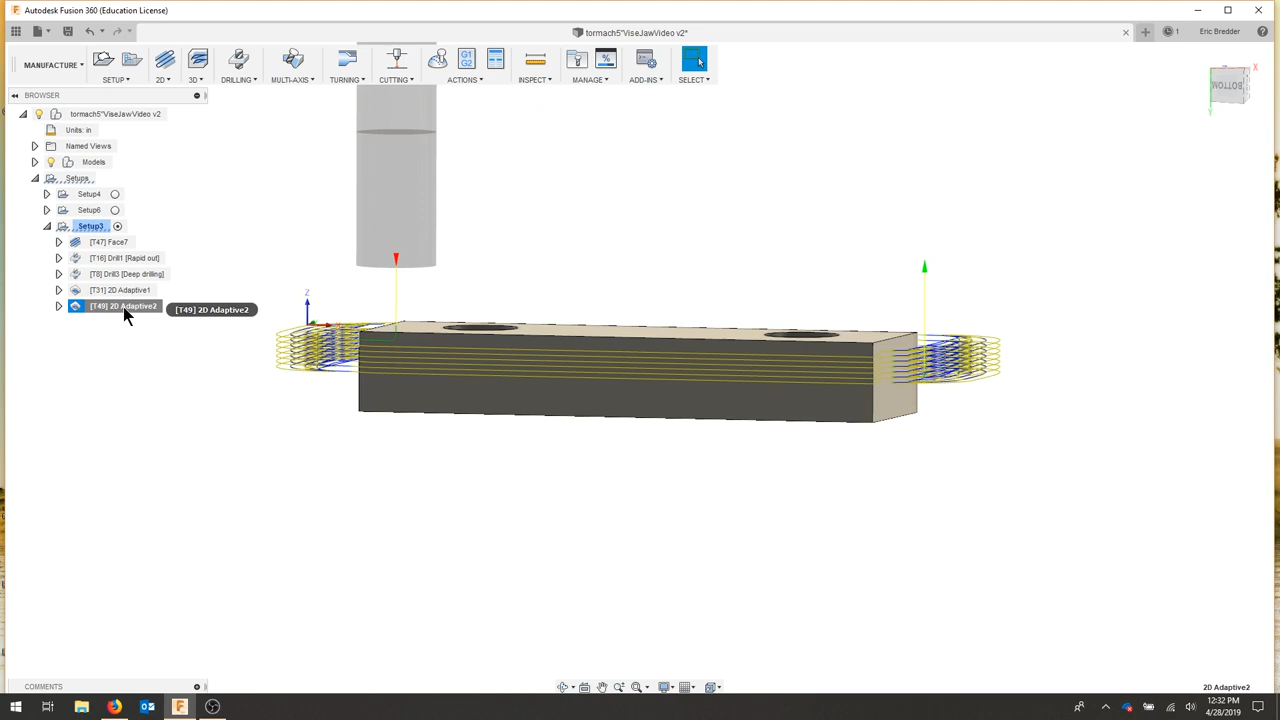 Autodesk Fusion 360 (Education License)
tormach5"ViseJawVideo v2*
1
Eric Bredder
MANUFACTURE
G1
G2
SETUP
2D
3D
DRILLING
MULTI-AXIS
TURNING
CUTTING
ACTIONS
INSPECT
MANAGE
ADD-INS
SELECT
BROWSER
tormach5"ViseJawVideo v2
Units: in
Named Views
Models
Setups
Setup4
Setup6
Setup3
[T47] Face7
[T16] Drill1 [Rapid out]
[T8] Drill3 [Deep drilling]
[T31] 2D Adaptive1
[T49] 2D Adaptive2
[T49] 2D Adaptive2
Z
X
BOTTOM
Y
COMMENTS
2D Adaptive2
12:32 PM
4/28/2019